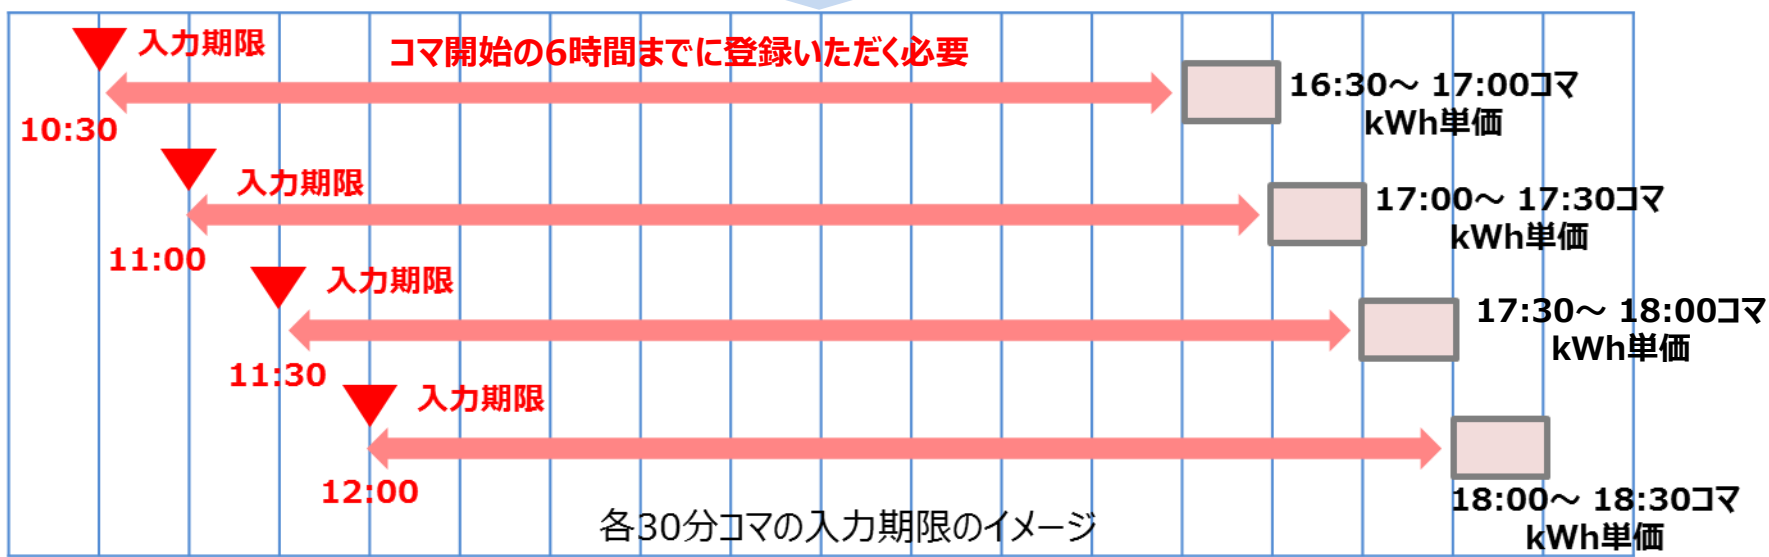 入力期限
コマ開始の6時間までに登録いただく必要
16:30～ 17:00コマ
kWh単価
10:30
入力期限
17:00～ 17:30コマ
kWh単価
11:00
入力期限
17:30～ 18:00コマ
kWh単価
11:30
入力期限
12:00
18:00～ 18:30コマ
kWh単価
各30分コマの入力期限のイメージ